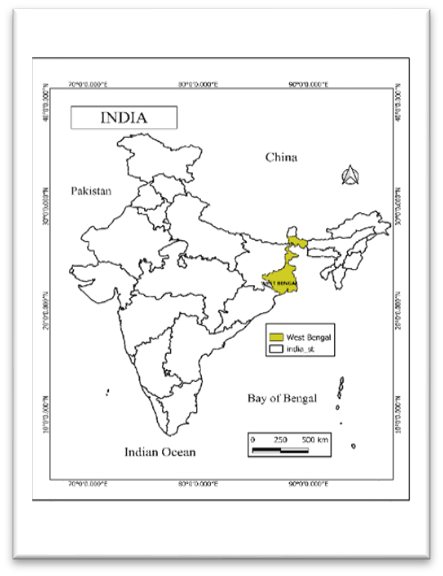 70°0'0.000"E 80°0'0.000"E 90°0'0.000"E
INDIA
China
Pakistan
WEST BENGAL
West Bengal
india_st
Bay of Bengal
0 250 500 km
Indian Ocean
70°0'0.000"E 80°0'0.000"E 90°0'0.000"E